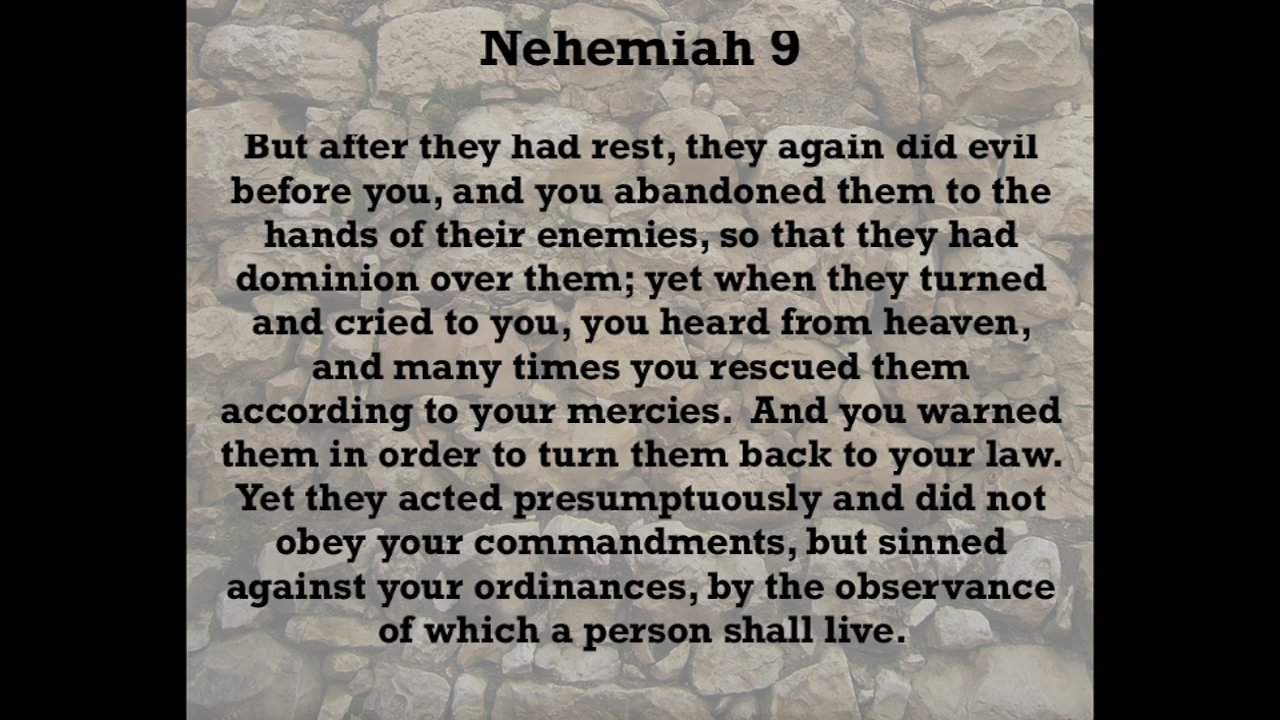 Nehemiah 9
But after they had rest, they again did evil
before you, and you abandoned them to the
hands of their enemies, so that they had
dominion over them; yet when they turned
and cried to you, you heard from heaven,
and many times you rescued them
according to your mercies.  And you warned
them in order to turn them back to your law.
Yet they acted presumptuously and did not
obey your commandments, but sinned
against your ordinances, by the observance
of which a person shall live.